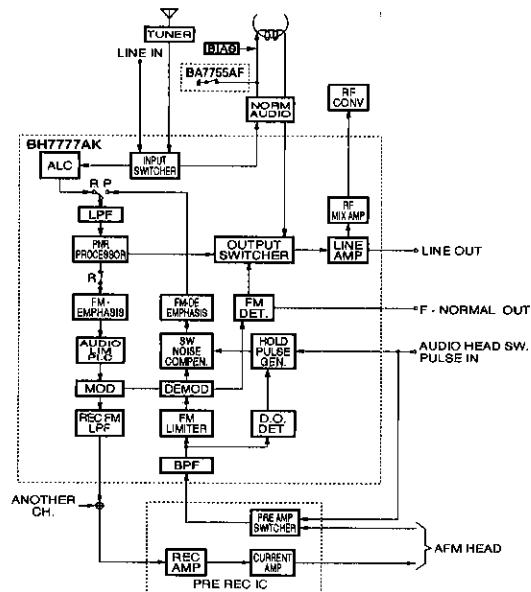 TUNER
LINE IN
BIAS
BA7755AF
NORM
AUDIO
RF
CONV
BH7777AK
ALC
INPUT
SWITCHER
R P
LPF
RF
MIX AMP
PNR
PROCESSOR
OUTPUT
SWITCHER
LINE
AMP
LINE OUT
R
FM -
EMPHASIS
FM-DE
EMPHASIS
FM
DET.
F - NORMAL OUT
AUDIO
LIM
SW
NOISE
COMPEN.
HOLD
PULSE
GEN.
AUDIO HEAD SW.
PULSE IN
MOD
DEMOD
REC FM
LPF
FM
LIMITER
D.O.
DET
BPF
ANOTHER
CH.
PRE AMP
SWITCHER
AFM HEAD
REC
AMP
CURRENT
AMP
PRE REC IC